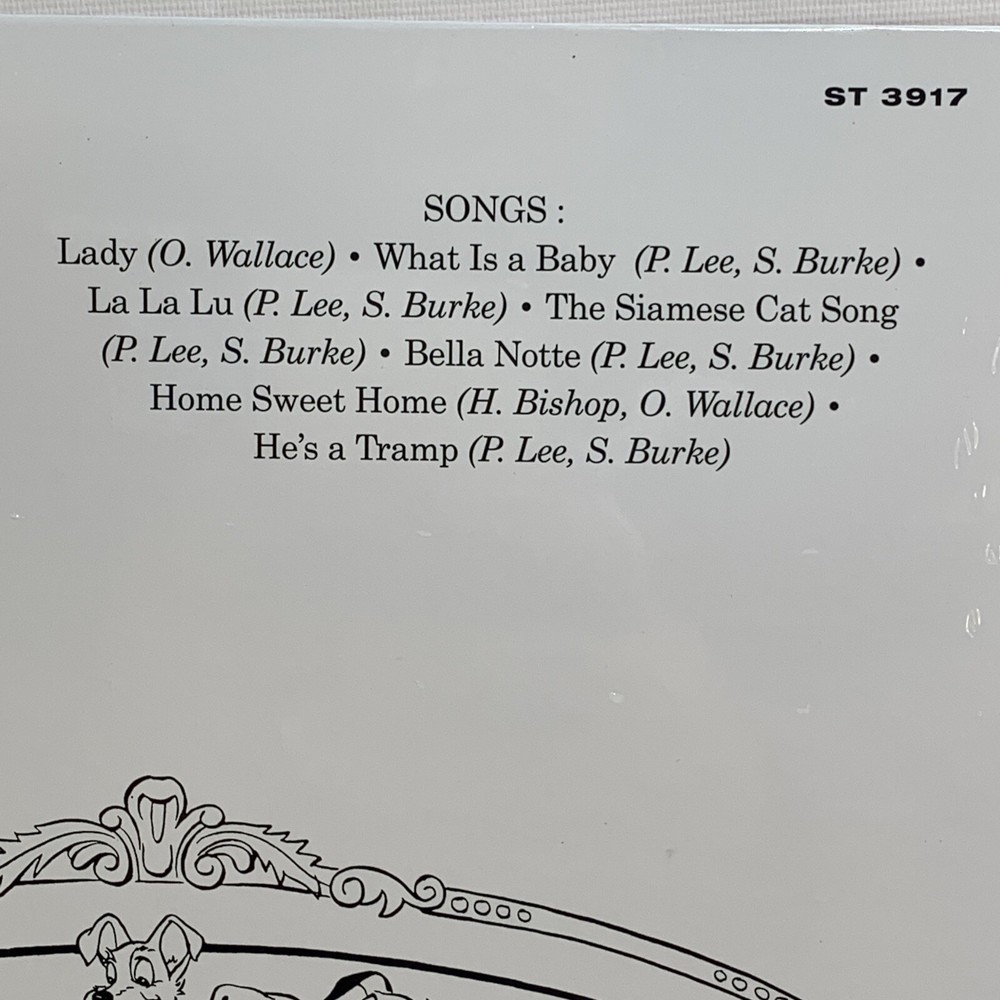 ST 3917
SONGS :
Lady (O. Wallace) • What Is a Baby (P. Lee, S. Burke) •
La La Lu (P. Lee, S. Burke) • The Siamese Cat Song
(P. Lee, S. Burke) • Bella Notte (P. Lee, S. Burke) •
Home Sweet Home (H. Bishop, O. Wallace) •
He's a Tramp (P. Lee, S. Burke)